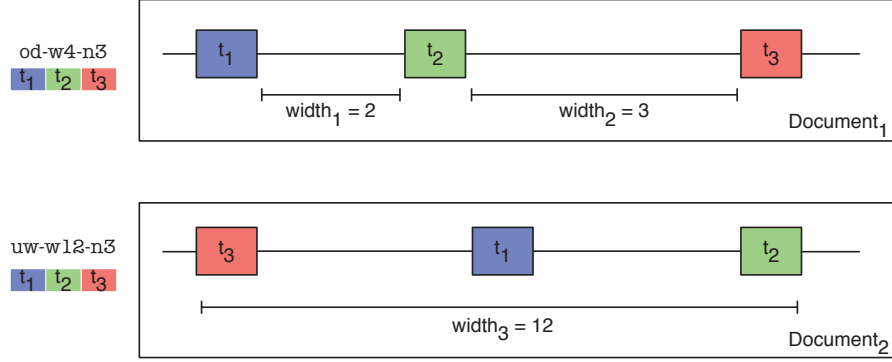 od-w4-n3
t1 t2 t3
t1 t2 t3
width1 = 2 width2 = 3
Document1
uw-w12-n3
t1 t2 t3
t3 t1 t2
width3 = 12
Document2